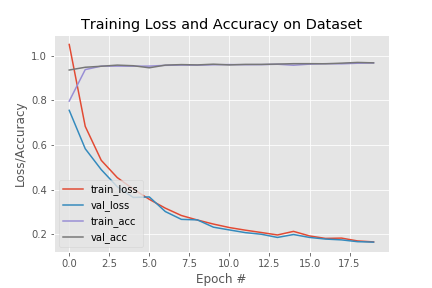 Training Loss and Accuracy on Dataset
Loss/Accuracy
1.0
0.8
0.6
0.4
0.2
train_loss
val_loss
train_acc
val_acc
0.0 2.5 5.0 7.5 10.0 12.5 15.0 17.5
Epoch #